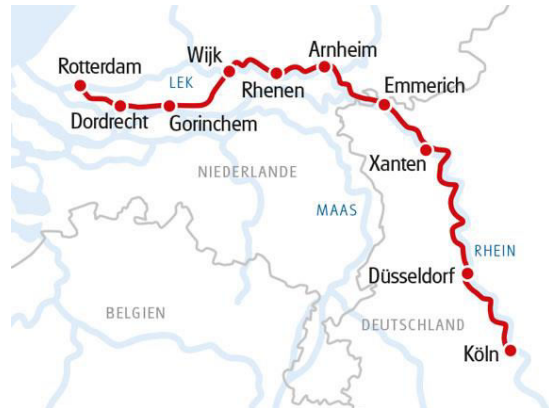 Rotterdam
Wijk
Arnheim
LEK
Rhenen
Emmerich
Dordrecht
Gorinchem
Xanten
NIEDERLANDE
MAAS
RHEIN
Düsseldorf
BELGIEN
DEUTSCHLAND
Köln